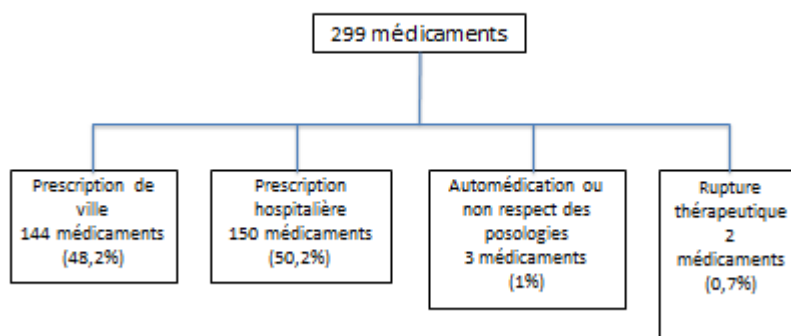 299 médicaments
Prescription de
ville
144 médicaments
(48,2%)
Prescription
hospitalière
150 médicaments
(50,2%)
Automédication ou
non respect des
posologies
3 médicaments
(1%)
Rupture
thérapeutique
2
médicaments
(0,7%)